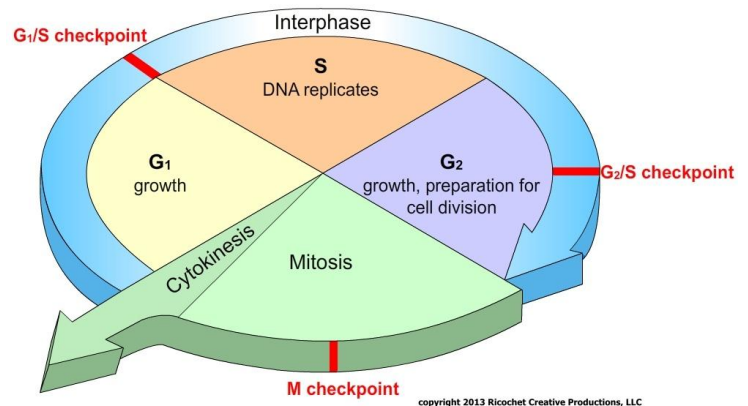 Interphase
G₁/S checkpoint
S
DNA replicates
G₁
growth
G₂
growth, preparation for
cell division
G₂/S checkpoint
Cytokinesis
Mitosis
M checkpoint
copyright 2013 Ricochet Creative Productions, LLC